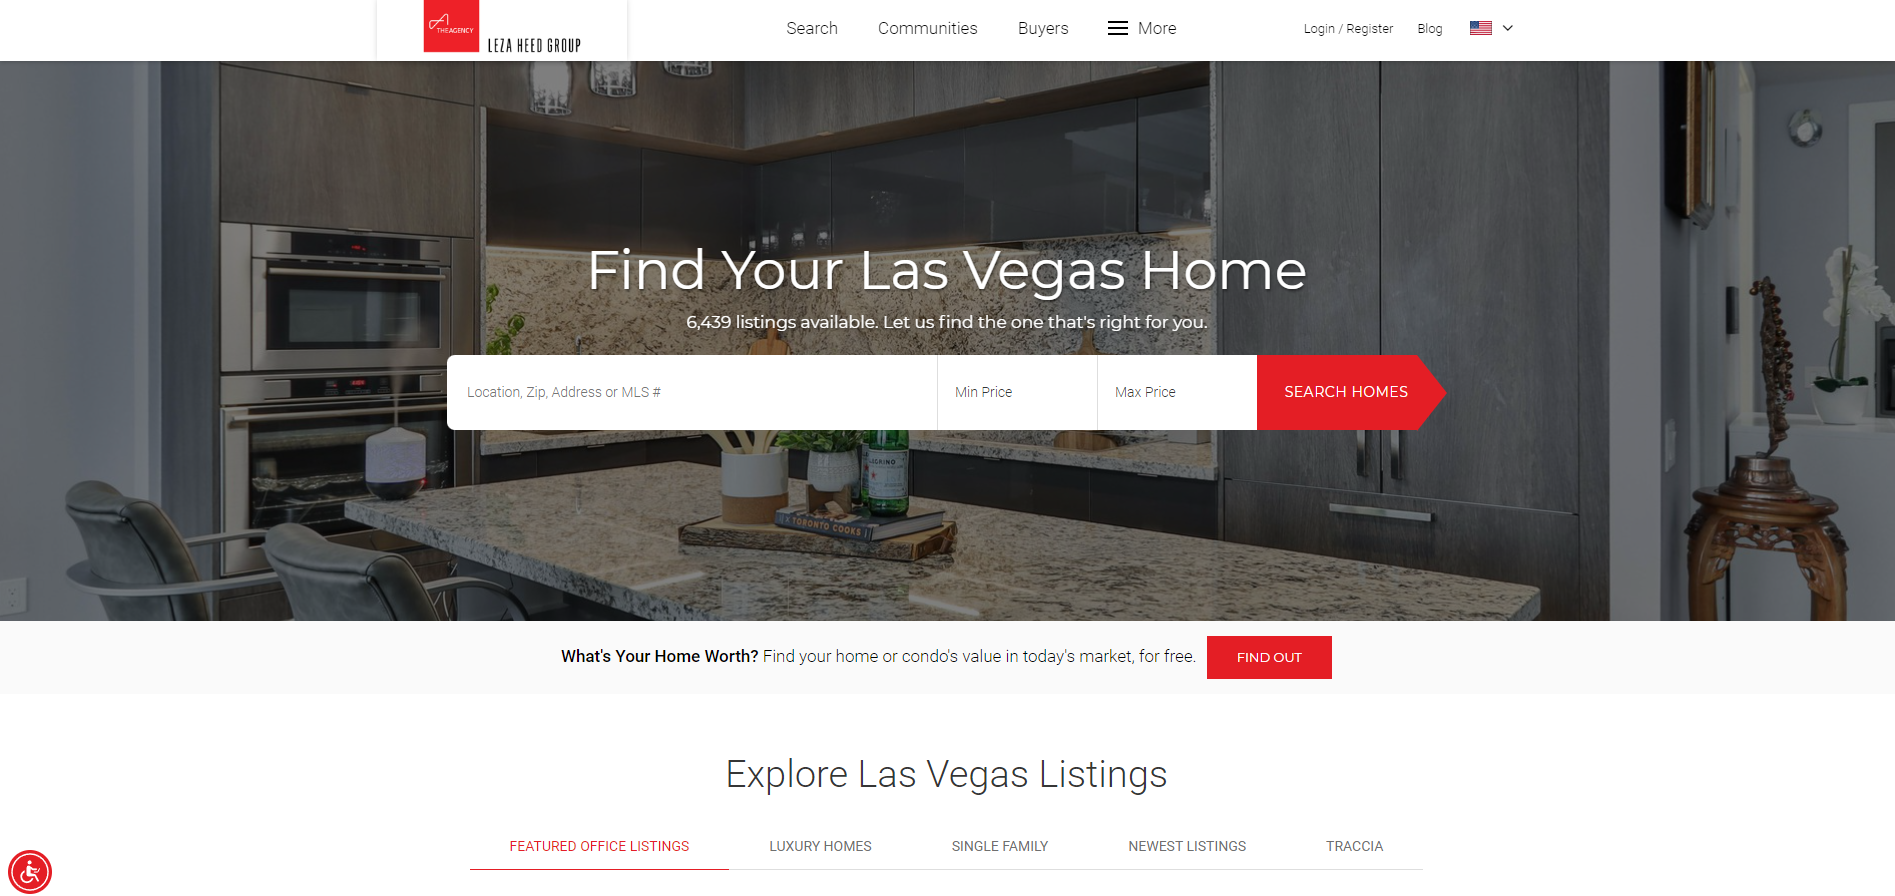 THE AGENCY
LEZA HEED GROUP
Search
Communities
Buyers
More
Login / Register
Blog
Find Your Las Vegas Home
6,439 listings available. Let us find the one that's right for you.
Location, Zip, Address or MLS #
Min Price
Max Price
SEARCH HOMES
PELLEGRINO
TORONTO COOKS
What's Your Home Worth? Find your home or condo's value in today's market, for free.
FIND OUT
Explore Las Vegas Listings
FEATURED OFFICE LISTINGS
LUXURY HOMES
SINGLE FAMILY
NEWEST LISTINGS
TRACCIA